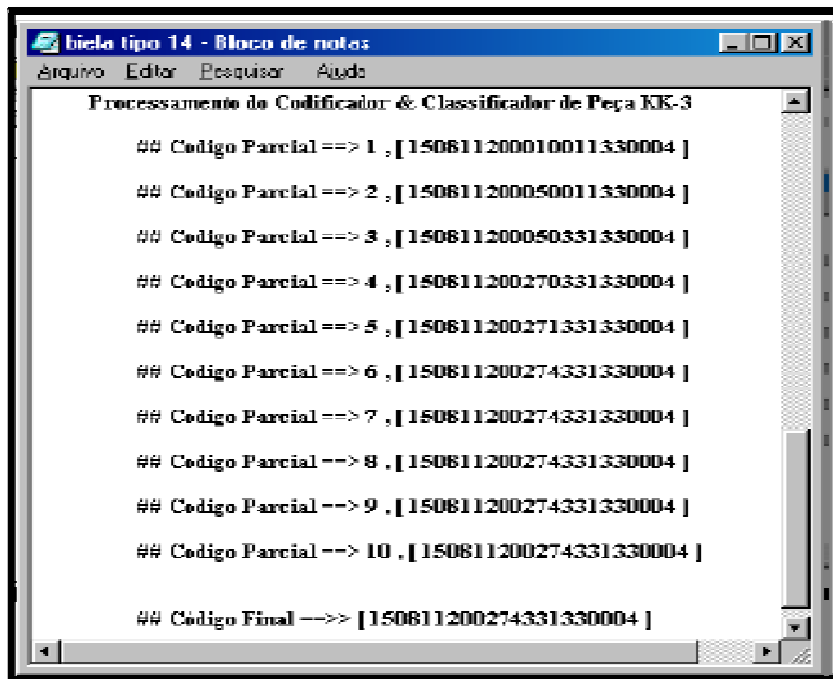 biela tipo 14 - Bloco de notas
Arquivo Editar Pesquisar Ajuda
Processamento do Codificador & Classificador de Peça KK-3
## Codigo Parcial ==> 1 , [ 150811200010011330004 ]
## Codigo Parcial ==> 2 , [ 150811200050011330004 ]
## Codigo Parcial ==> 3 , [ 150811200050331330004 ]
## Codigo Parcial ==> 4 , [ 150811200270331330004 ]
## Codigo Parcial ==> 5 , [ 150811200271331330004 ]
## Codigo Parcial ==> 6 , [ 150811200274331330004 ]
## Codigo Parcial ==> 7 , [ 150811200274331330004 ]
## Codigo Parcial ==> 8 , [ 150811200274331330004 ]
## Codigo Parcial ==> 9 , [ 150811200274331330004 ]
## Codigo Parcial ==> 10 , [ 150811200274331330004 ]
## Código Final -->> [ 150811200274331330004 ]